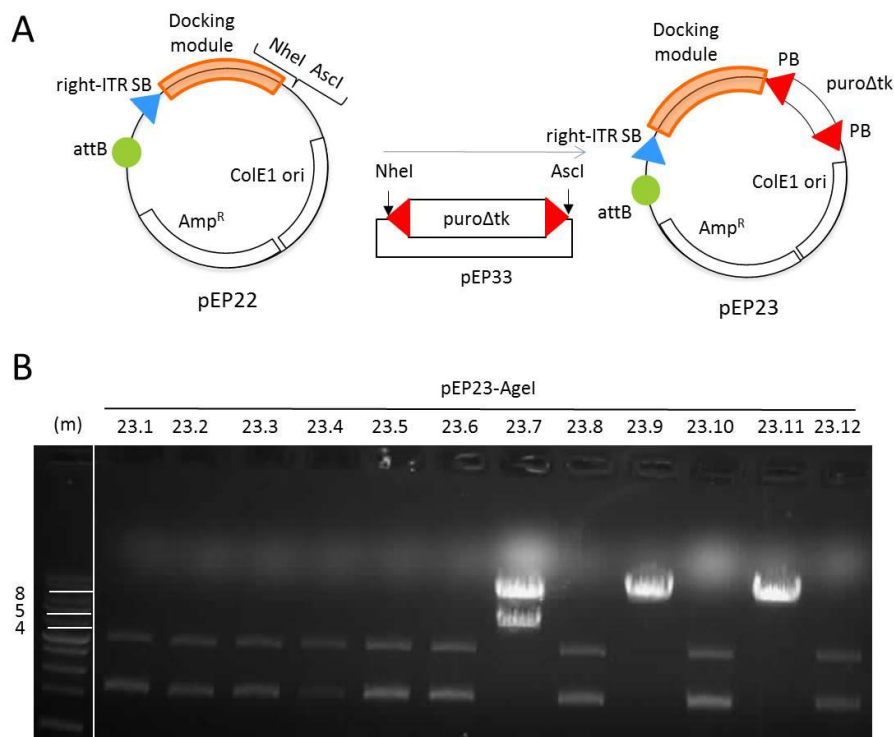 A
Docking
module
NheI AscI
right-ITR SB
attB
ColE1 ori
Amp^R
pEP22
NheI
AscI
puroΔtk
pEP33
Docking
module
PB
puroΔtk
PB
right-ITR SB
attB
ColE1 ori
Amp^R
pEP23
B
pEP23-AgeI
(m) 23.1 23.2 23.3 23.4 23.5 23.6 23.7 23.8 23.9 23.10 23.11 23.12
8
5
4